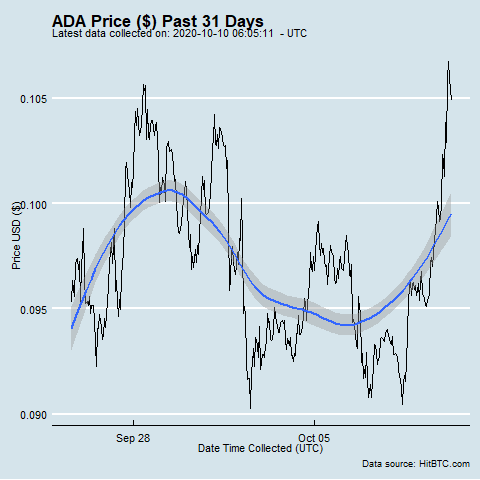 ADA Price ($) Past 31 Days
Latest data collected on: 2020-10-10 06:05:11 - UTC
Price USD ($)
0.105
0.100
0.095
0.090
Sep 28
Oct 05
Date Time Collected (UTC)
Data source: HitBTC.com